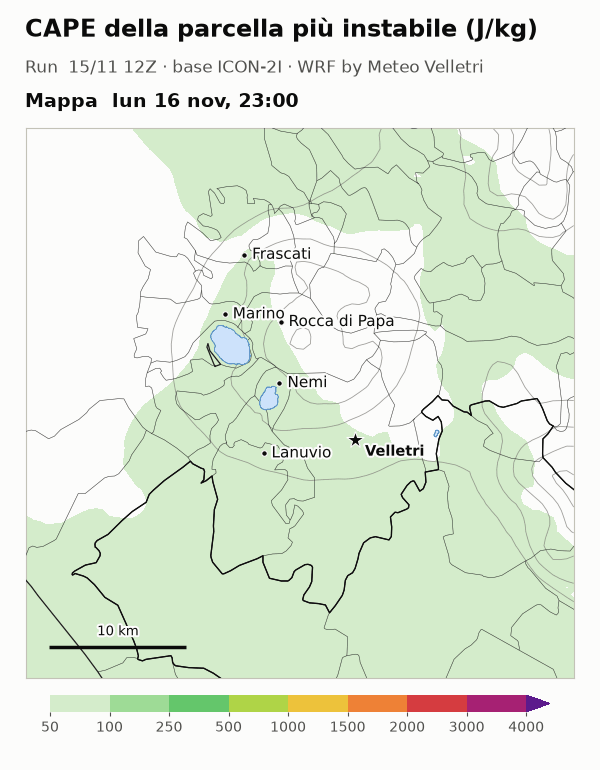 CAPE della parcella più instabile (J/kg)
Run  15/11 12Z · base ICON-2I · WRF by Meteo Velletri
Mappa  lun 16 nov, 23:00
Frascati
Marino
Rocca di Papa
Nemi
Velletri
Lanuvio
10 km
50 100 250 500 1000 1500 2000 3000 4000